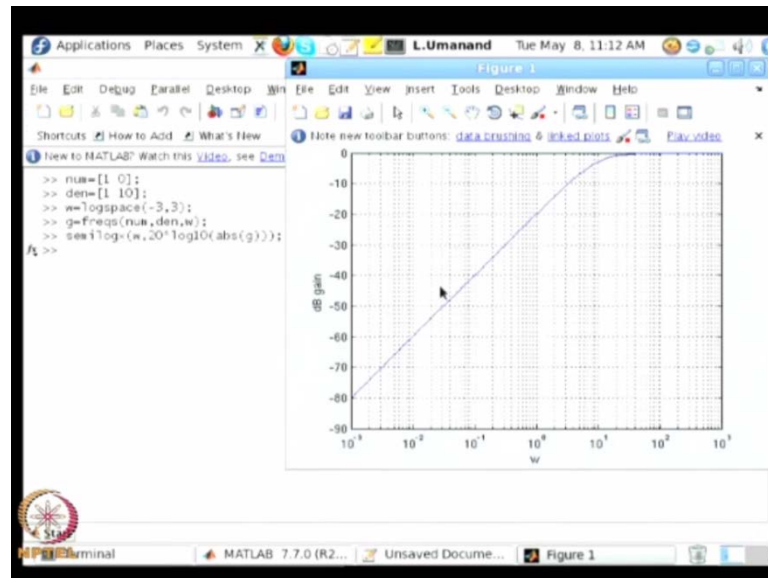 Applications Places System L.Umanand Tue May 8, 11:12 AM
Figure 1
File Edit Debug Parallel Desktop Win
File Edit View Insert Tools Desktop Window Help
Shortcuts How to Add What's New
Note new toolbar buttons: data brushing & linked plots Play video
New to MATLAB? Watch this Video, see Dem
>> num=[1 0];
>> den=[1 10];
>> w=logspace(-3,3);
>> g=freqs(num,den,w);
>> semilogx(w,20*log10(abs(g)));
fx >>
0
-10
-20
-30
-40
-50
-60
-70
-80
-90
dB gain
10^-3 10^-2 10^-1 10^0 10^1 10^2 10^3
w
NPTEL
MATLAB 7.7.0 (R2... Unsaved Docume... Figure 1